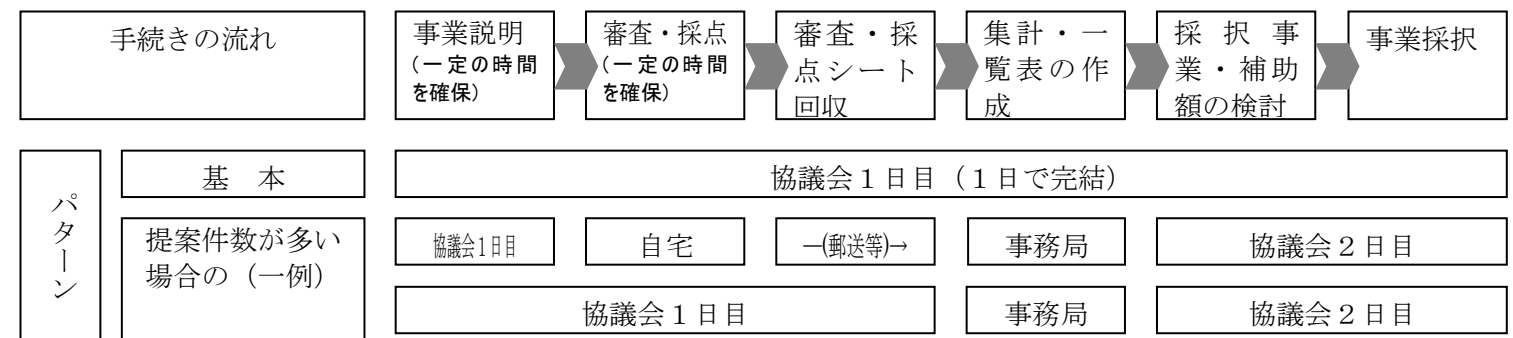 手続きの流れ
事業説明
（一定の時間
を確保）
審査・採点
（一定の時間
を確保）
審査・採
点シート
回収
集計・一
覧表の作
成
採択事
業・補助
額の検討
事業採択
パターン
基　本
協議会１日目（１日で完結）
提案件数が多い
場合の（一例）
協議会１日目
自宅
―(郵送等)→
事務局
協議会２日目
協議会１日目
事務局
協議会２日目